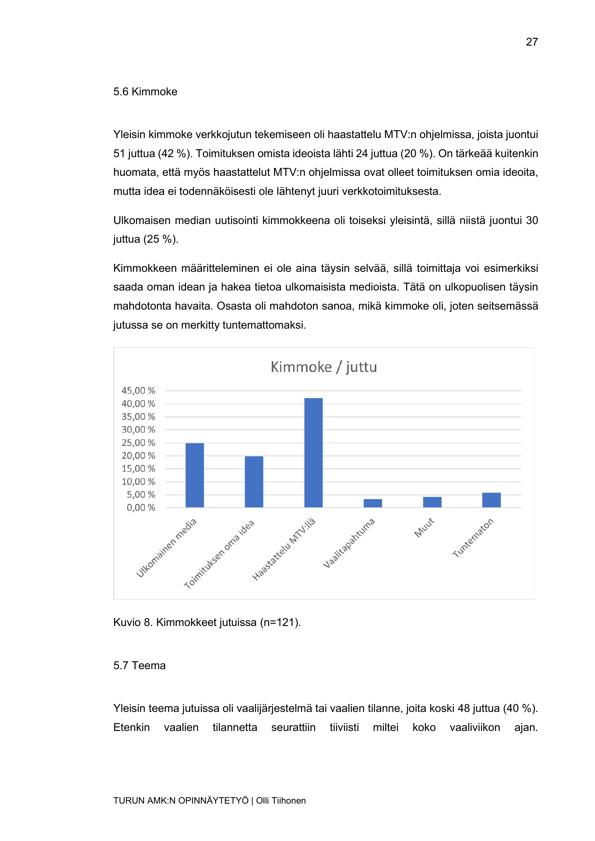 27
5.6 Kimmoke
Yleisin kimmoke verkkojutun tekemiseen oli haastattelu MTV:n ohjelmissa, joista juontui
51 juttua (42 %). Toimituksen omista ideoista lähti 24 juttua (20 %). On tärkeää kuitenkin
huomata, että myös haastattelut MTV:n ohjelmissa ovat olleet toimituksen omia ideoita,
mutta idea ei todennäköisesti ole lähtenyt juuri verkkotoimituksesta.
Ulkomaisen median uutisointi kimmokkeena oli toiseksi yleisintä, sillä niistä juontui 30
juttua (25 %).
Kimmokkeen määritteleminen ei ole aina täysin selvää, sillä toimittaja voi esimerkiksi
saada oman idean ja hakea tietoa ulkomaisista medioista. Tätä on ulkopuolisen täysin
mahdotonta havaita. Osasta oli mahdoton sanoa, mikä kimmoke oli, joten seitsemässä
jutussa se on merkitty tuntemattomaksi.
Kimmoke / juttu
45,00 %
40,00 %
35,00 %
30,00 %
25,00 %
20,00 %
15,00 %
10,00 %
5,00 %
0,00 %
Ulkomainen media
Toimituksen oma idea
Haastattelu MTV:llä
Vaalitapahtuma
Muut
Tuntematon
Kuvio 8. Kimmokkeet jutuissa (n=121).
5.7 Teema
Yleisin teema jutuissa oli vaalijärjestelmä tai vaalien tilanne, joita koski 48 juttua (40 %).
Etenkin vaalien tilannetta seurattiin tiiviisti miltei koko vaaliviikon ajan.
TURUN AMK:N OPINNÄYTETYÖ | Olli Tiihonen